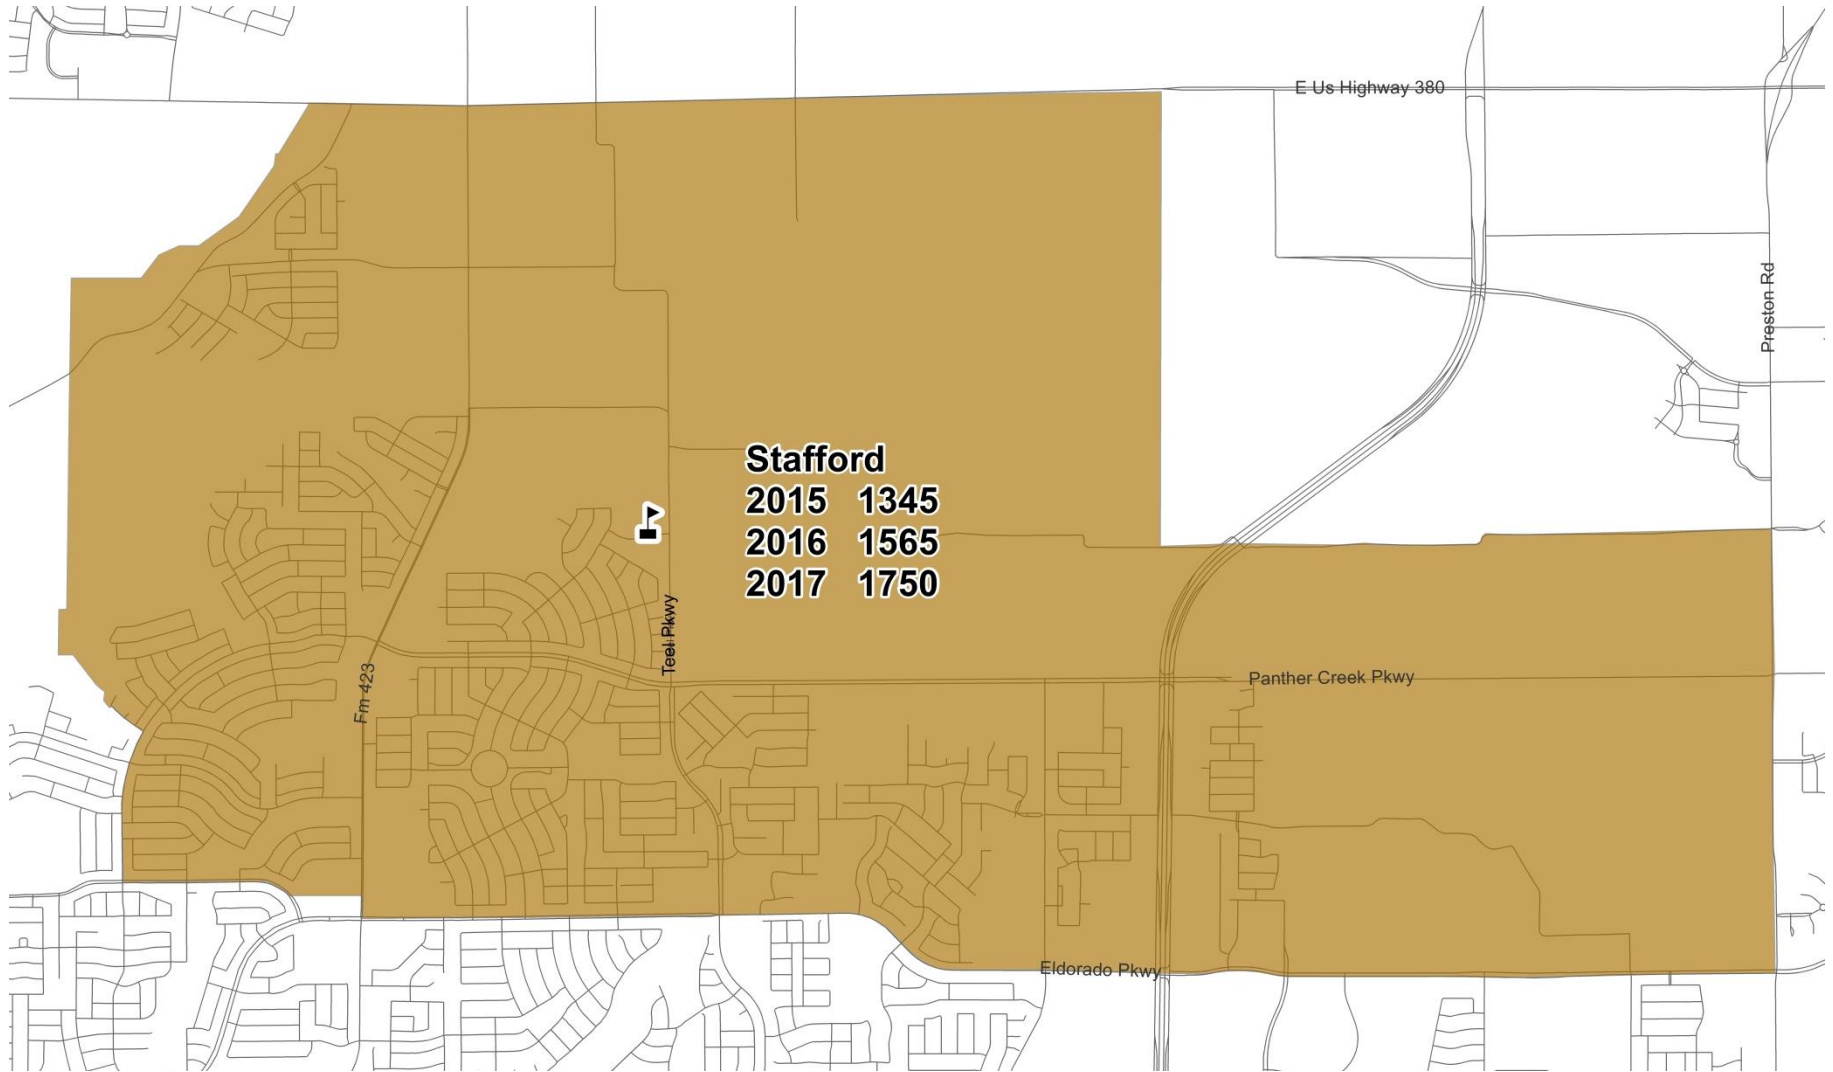 E Us Highway 380
Preston Rd
Stafford
2015 1345
2016 1565
2017 1750
Teel Pkwy
Fm 423
Panther Creek Pkwy
Eldorado Pkwy